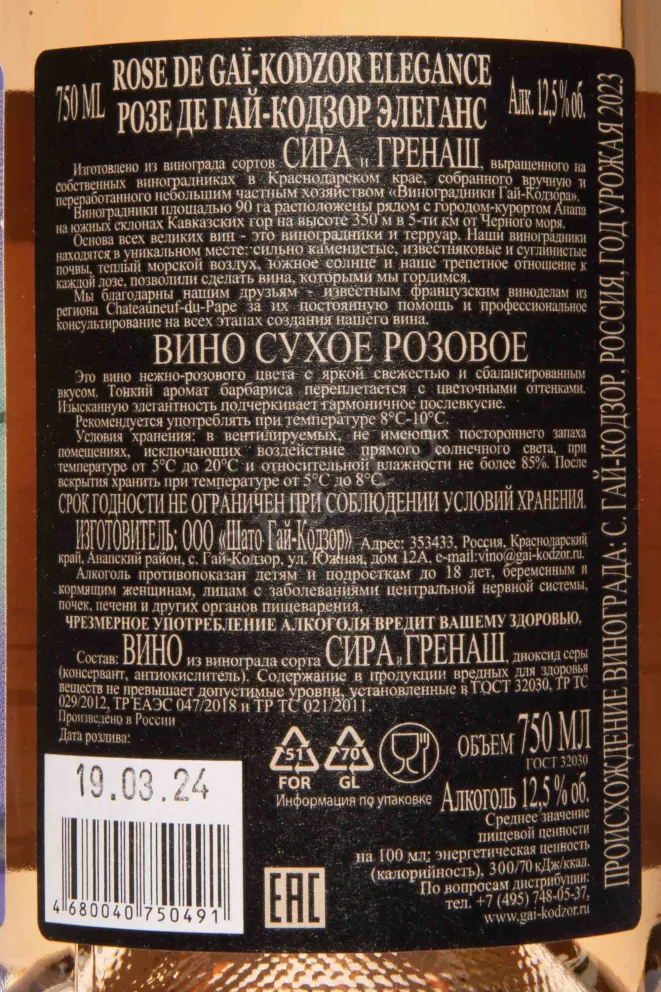 750 ML
ROSE DE GAÏ-KODZOR ELEGANCE
РОЗЕ ДЕ ГАЙ-КОДЗОР ЭЛЕГАНС
Алк. 12,5 % об.
Изготовлено из винограда сортов СИРА и ГРЕНАШ, выращенного на
собственных виноградниках в Краснодарском крае, собранного вручную и
переработанного небольшим частным хозяйством «Виноградники Гай-Кодзора».
Виноградники площадью 90 га расположены рядом с городом-курортом Анапа
на южных склонах Кавказских гор на высоте 350 м в 5-ти км от Черного моря.
Основа всех великих вин - это виноградники и терруар. Наши виноградники
находятся в уникальном месте: сильно каменистые, известняковые и суглинистые
почвы, теплый морской воздух, южное солнце и наше трепетное отношение к
каждой лозе, позволили сделать вина, которыми мы гордимся.
Мы благодарны нашим друзьям - известным французским виноделам из
региона Chateauneuf-du-Pape за их постоянную помощь и профессиональное
консультирование на всех этапах создания нашего вина.
ВИНО СУХОЕ РОЗОВОЕ
Это вино нежно-розового цвета с яркой свежестью и сбалансированным
вкусом. Тонкий аромат барбариса переплетается с цветочными оттенками.
Изысканную элегантность подчеркивает гармоничное послевкусие.
Рекомендуется употреблять при температуре 8°С-10°С.
Условия хранения: в вентилируемых, не имеющих постороннего запаха
помещениях, исключающих воздействие прямого солнечного света, при
температуре от 5°С до 20°С и относительной влажности не более 85%. После
вскрытия хранить при температуре от 5°С до 8°С.
СРОК ГОДНОСТИ НЕ ОГРАНИЧЕН ПРИ СОБЛЮДЕНИИ УСЛОВИЙ ХРАНЕНИЯ.
ИЗГОТОВИТЕЛЬ: ООО «Шато Гай-Кодзор» Адрес: 353433, Россия, Краснодарский
край, Анапский район, с. Гай-Кодзор, ул. Южная, дом 12А, e-mail:vino@gai-kodzor.ru.
Алкоголь противопоказан детям и подросткам до 18 лет, беременным и
кормящим женщинам, лицам с заболеваниями центральной нервной системы,
почек, печени и других органов пищеварения.
ЧРЕЗМЕРНОЕ УПОТРЕБЛЕНИЕ АЛКОГОЛЯ ВРЕДИТ ВАШЕМУ ЗДОРОВЬЮ.
Состав: ВИНО из винограда сорта СИРА и ГРЕНАШ, диоксид серы
(консервант, антиокислитель). Содержание в продукции вредных для здоровья
веществ не превышает допустимые уровни, установленные в ГОСТ 32030, ТР ТС
029/2012, ТР ЕАЭС 047/2018 и ТР ТС 021/2011.
Произведено в России
Дата розлива:
19.03.24
4 680040 750491
51
FOR
70
GL
Информация по упаковке
EAC
ОБЪЕМ 750 МЛ
ГОСТ 32030
Алкоголь 12,5 % об.
Среднее значение
пищевой ценности
на 100 мл: энергетическая ценность
(калорийность), 300/70 кДж/ккал.
По вопросам дистрибуции:
тел. +7 (495) 748-05-37,
www.gai-kodzor.ru
ПРОИСХОЖДЕНИЕ ВИНОГРАДА: С. ГАЙ-КОДЗОР, РОССИЯ, ГОД УРОЖАЯ 2023